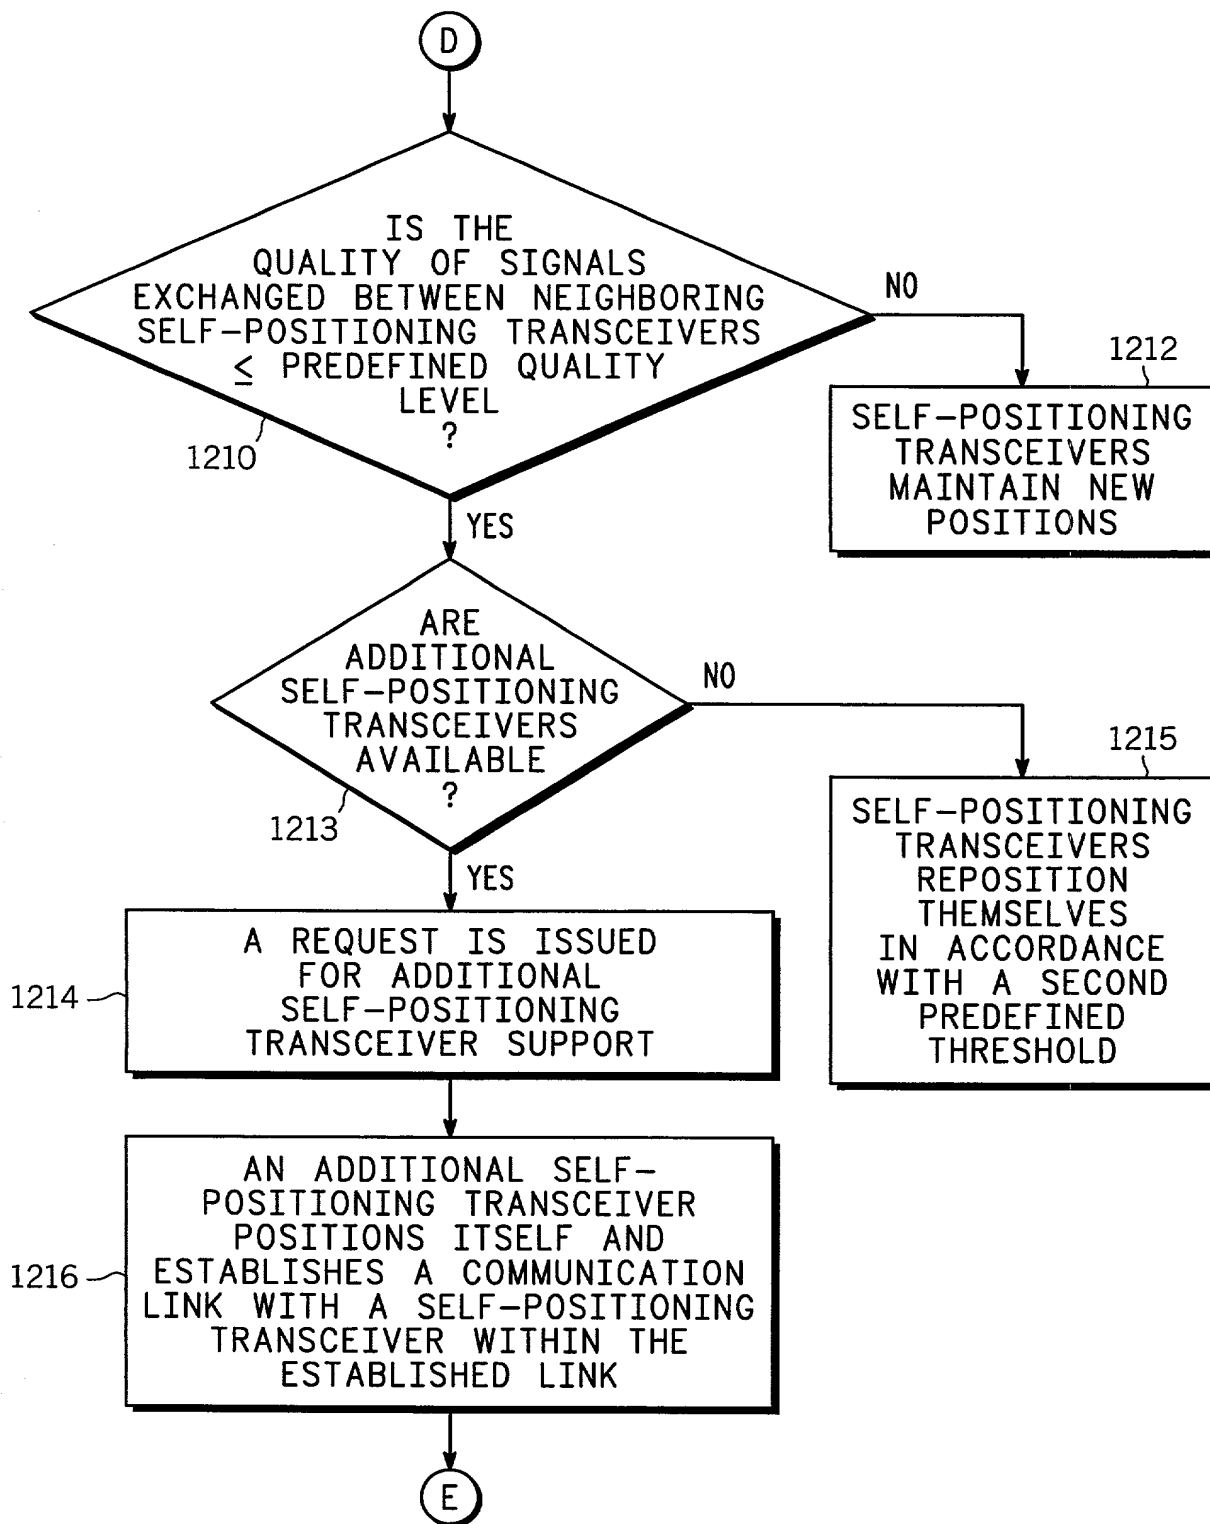 D
IS THE
QUALITY OF SIGNALS
EXCHANGED BETWEEN NEIGHBORING
SELF-POSITIONING TRANSCEIVERS
≤ PREDEFINED QUALITY
LEVEL
?
1210
NO
1212
SELF-POSITIONING
TRANSCEIVERS
MAINTAIN NEW
POSITIONS
YES
ARE
ADDITIONAL
SELF-POSITIONING
TRANSCEIVERS
AVAILABLE
?
1213
NO
1215
SELF-POSITIONING
TRANSCEIVERS
REPOSITION
THEMSELVES
IN ACCORDANCE
WITH A SECOND
PREDEFINED
THRESHOLD
YES
1214
A REQUEST IS ISSUED
FOR ADDITIONAL
SELF-POSITIONING
TRANSCEIVER SUPPORT
1216
AN ADDITIONAL SELF-
POSITIONING TRANSCEIVER
POSITIONS ITSELF AND
ESTABLISHES A COMMUNICATION
LINK WITH A SELF-POSITIONING
TRANSCEIVER WITHIN THE
ESTABLISHED LINK
E